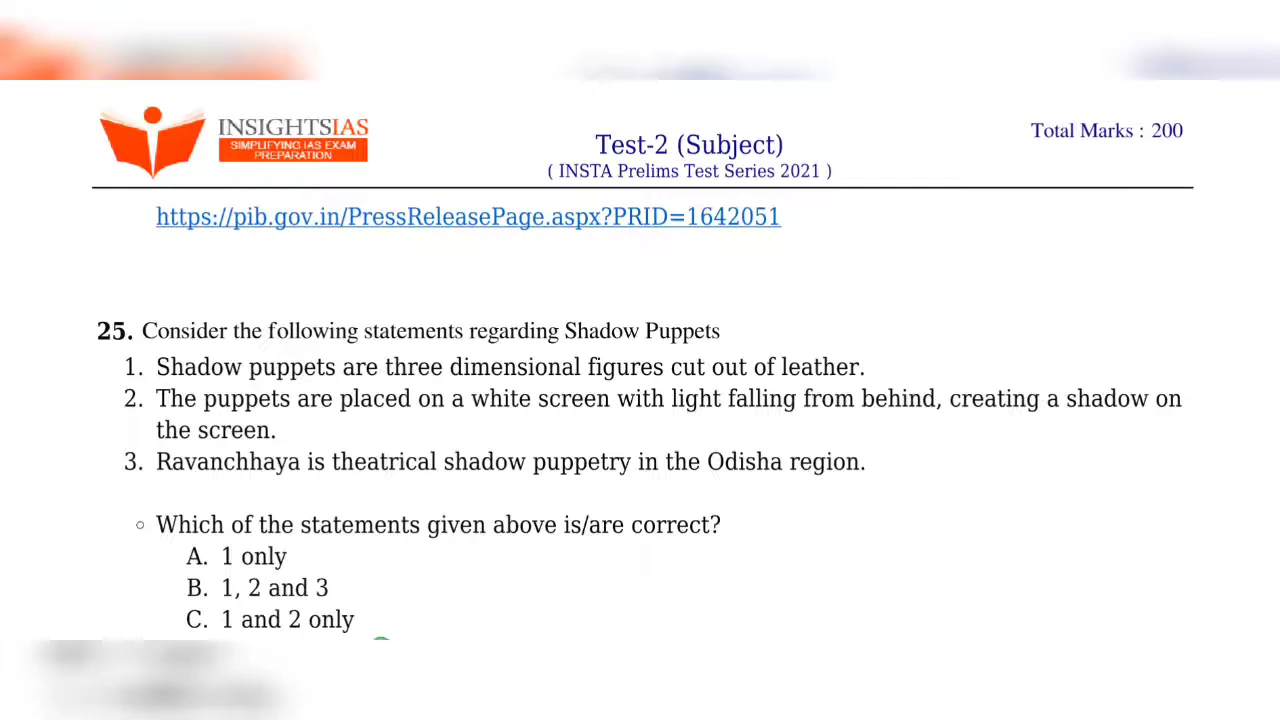 INSIGHTSIAS
SIMPLIFYING IAS EXAM
PREPARATION
Test-2 (Subject)
( INSTA Prelims Test Series 2021 )
Total Marks : 200
https://pib.gov.in/PressReleasePage.aspx?PRID=1642051
25. Consider the following statements regarding Shadow Puppets
1. Shadow puppets are three dimensional figures cut out of leather.
2. The puppets are placed on a white screen with light falling from behind, creating a shadow on
the screen.
3. Ravanchhaya is theatrical shadow puppetry in the Odisha region.
○ Which of the statements given above is/are correct?
A. 1 only
B. 1, 2 and 3
C. 1 and 2 only